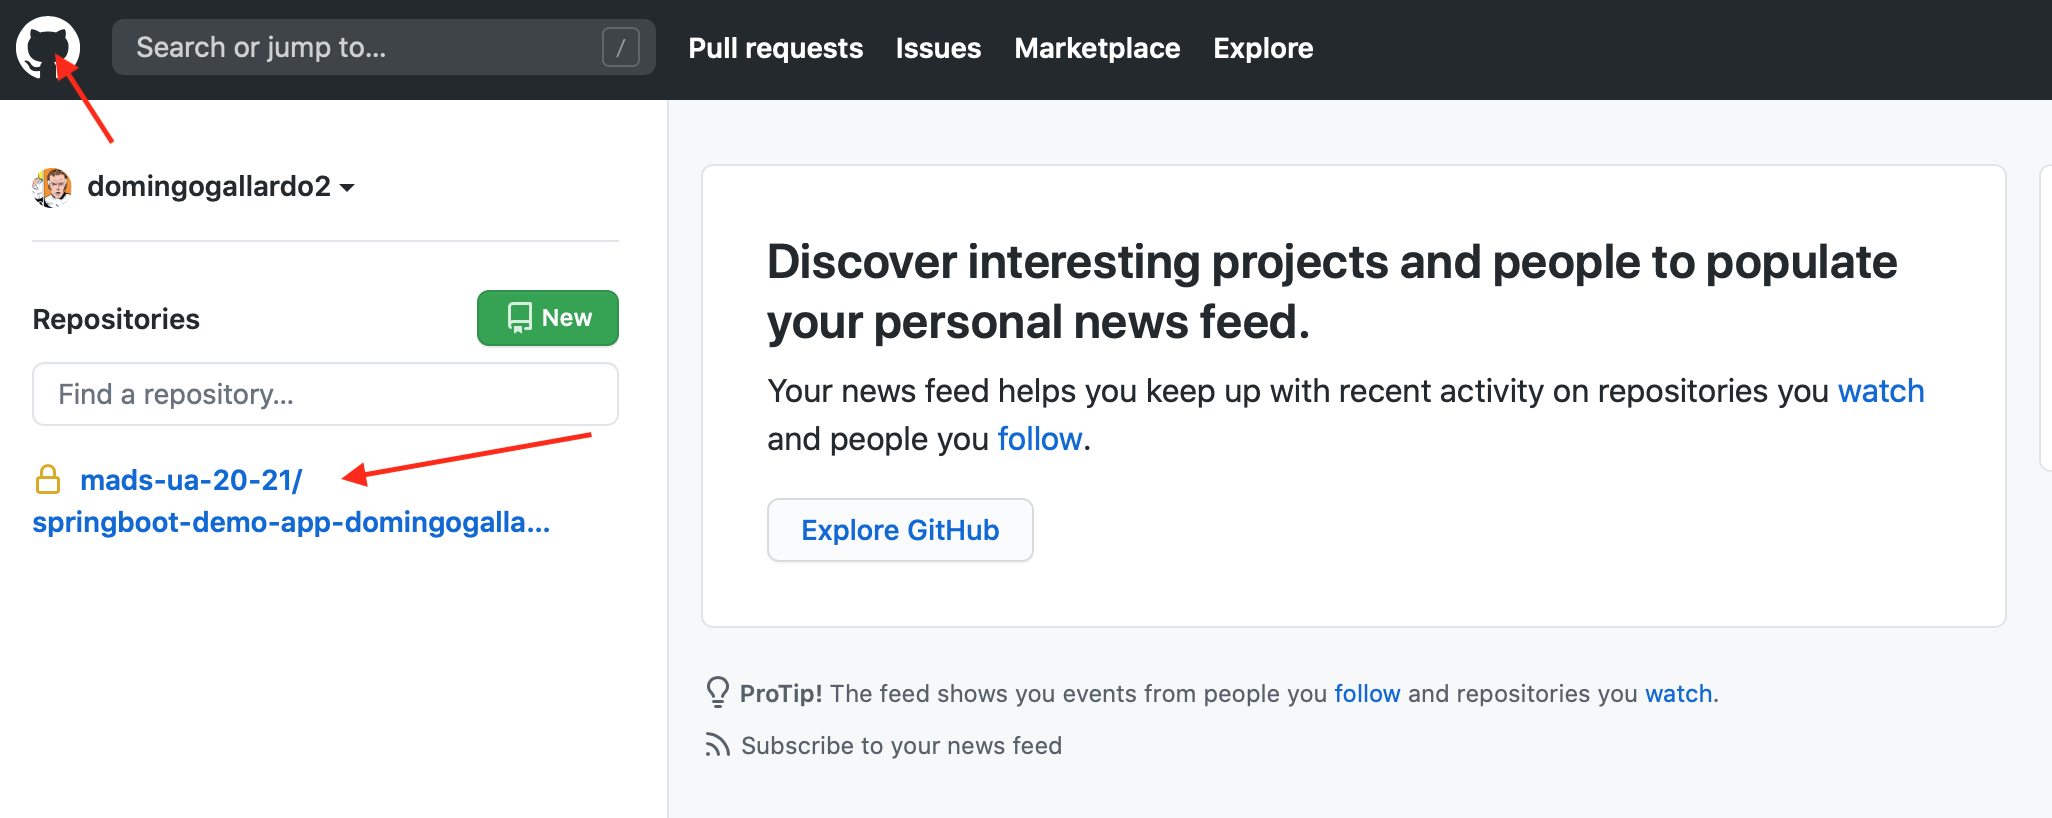 Search or jump to...
/
Pull requests
Issues
Marketplace
Explore
domingogallardo2
Repositories
New
Find a repository...
mads-ua-20-21/
springboot-demo-app-domingogalla...
Discover interesting projects and people to populate
your personal news feed.
Your news feed helps you keep up with recent activity on repositories you watch
and people you follow.
Explore GitHub
ProTip! The feed shows you events from people you follow and repositories you watch.
Subscribe to your news feed